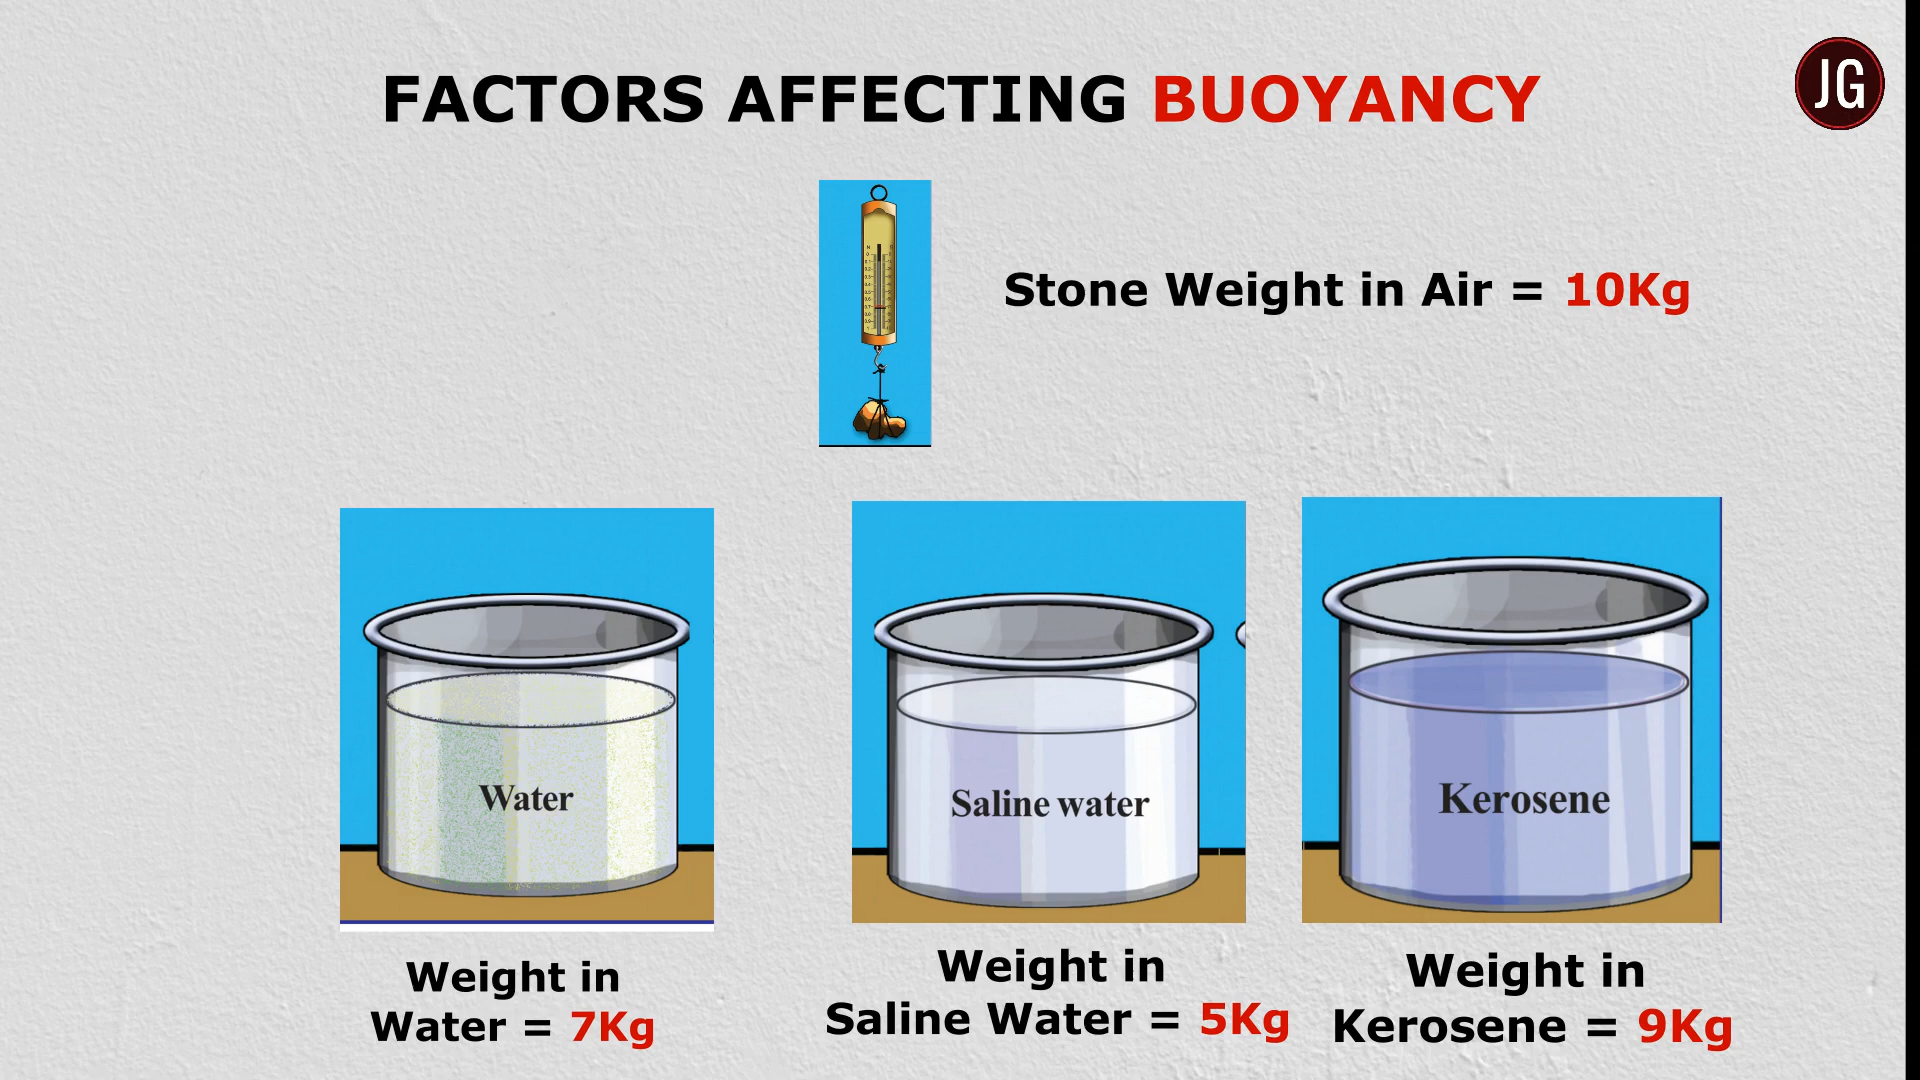 FACTORS AFFECTING BUOYANCY
JG
Stone Weight in Air = 10Kg
Water
Saline water
Kerosene
Weight in
Water = 7Kg
Weight in
Saline Water = 5Kg
Weight in
Kerosene = 9Kg